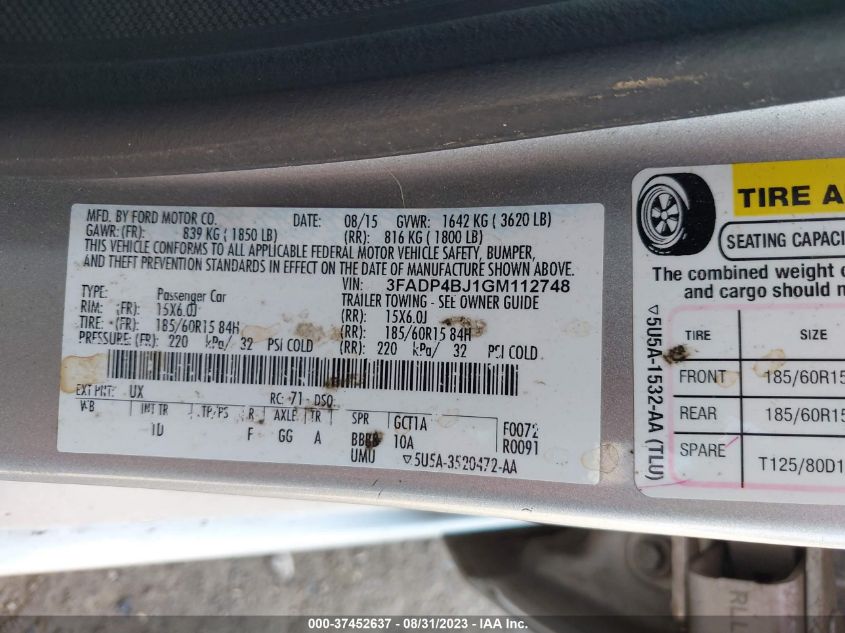 MFD. BY FORD MOTOR CO.
DATE: 08/15 GVWR: 1642 KG ( 3620 LB)
GAWR: (FR): 839 KG ( 1850 LB) (RR): 816 KG ( 1800 LB)
THIS VEHICLE CONFORMS TO ALL APPLICABLE FEDERAL MOTOR VEHICLE SAFETY, BUMPER,
AND THEFT PREVENTION STANDARDS IN EFFECT ON THE DATE OF MANUFACTURE SHOWN ABOVE.
VIN: 3FADP4BJ1GM112748
TYPE: Passenger Car TRAILER TOWING - SEE OWNER GUIDE
RIM: (FR): 15X6.0J (RR): 15X6.0J
TIRE: (FR): 185/60R15 84H (RR): 185/60R15 84H
PRESSURE: (FR): 220 kPa/ 32 PSI COLD (RR): 220 kPa/ 32 PSI COLD
EXT PNT: UX RC: 71 DSO:
WB INT TR TP/PS R AXLE TR SPR GCT1A F0072
ID F GG A 10A R0091
UMU ▽5U5A-3520472-AA
TIRE A
SEATING CAPACI
The combined weight o
and cargo should n
▽5U5A-1532-AA (TLU)
TIRE SIZE
FRONT 185/60R15
REAR 185/60R15
SPARE T125/80D1
000-37452637 - 08/31/2023 - IAA Inc.